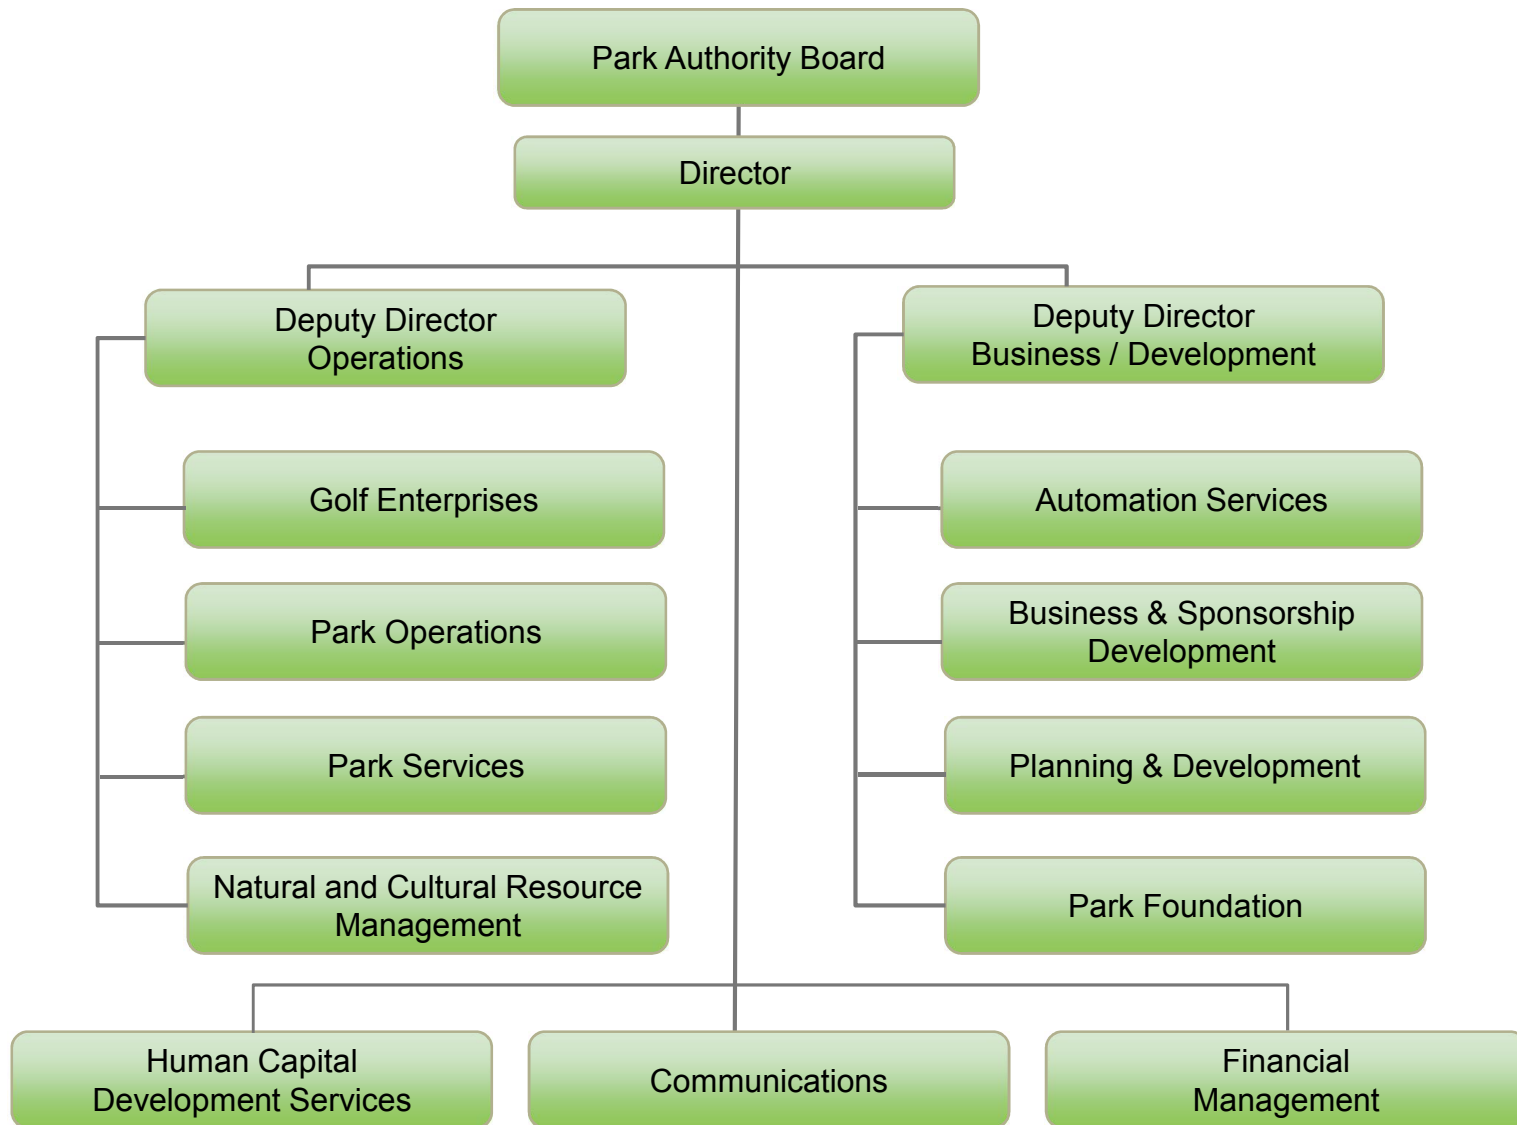 Park Authority Board
Director
Deputy Director
Operations
Golf Enterprises
Park Operations
Park Services
Natural and Cultural Resource
Management
Deputy Director
Business / Development
Automation Services
Business & Sponsorship
Development
Planning & Development
Park Foundation
Human Capital
Development Services
Communications
Financial
Management